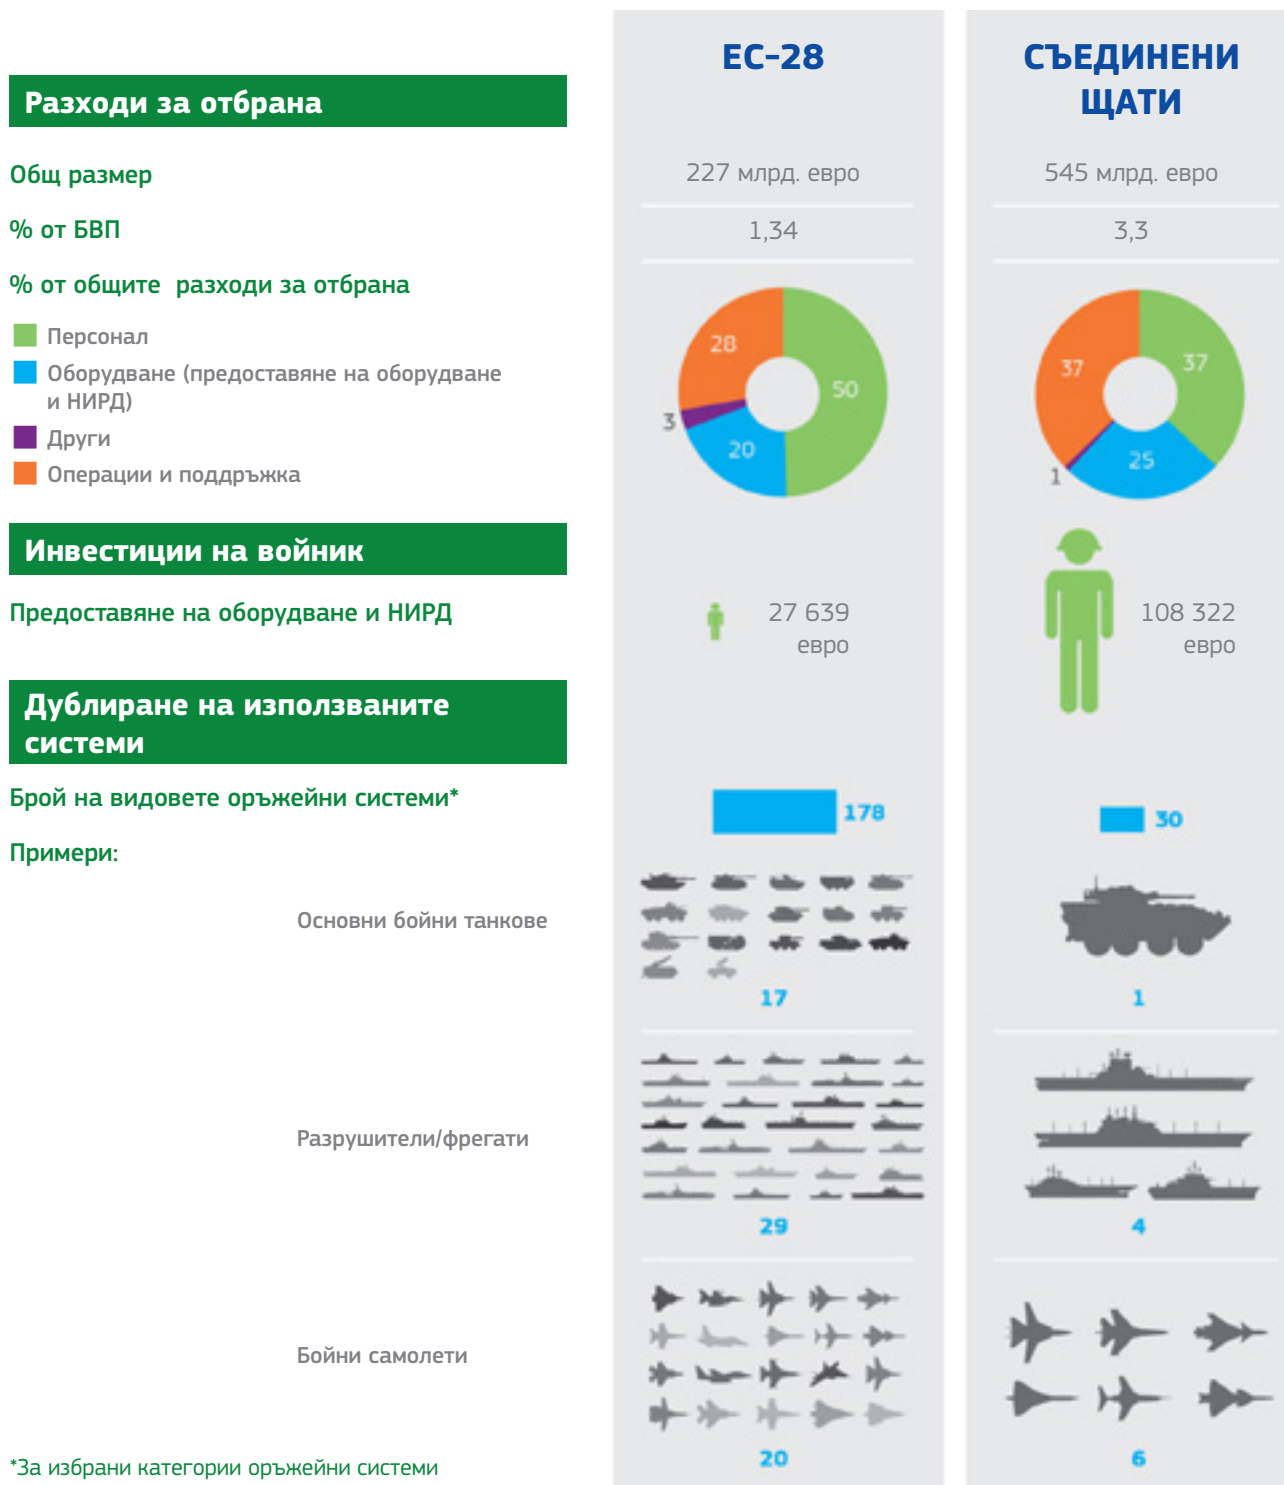 ЕС-28
СЪЕДИНЕНИ
ЩАТИ
Разходи за отбрана
Общ размер
227 млрд. евро
545 млрд. евро
% от БВП
1,34
3,3
% от общите разходи за отбрана
Персонал
Оборудване (предоставяне на оборудване
и НИРД)
Други
Операции и поддръжка
28
50
3
20
37
37
1
25
Инвестиции на войник
Предоставяне на оборудване и НИРД
27 639
евро
108 322
евро
Дублиране на използваните
системи
Брой на видовете оръжейни системи*
178
30
Примери:
Основни бойни танкове
17
1
Разрушители/фрегати
29
4
Бойни самолети
20
6
*За избрани категории оръжейни системи